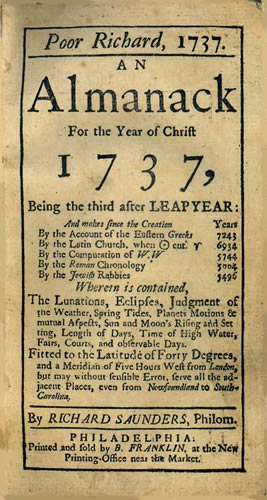 Poor Richard, 1737.
AN
Almanack
For the Year of Christ
1737,
Being the third after LEAP YEAR:
And makes since the Creation Years
By the Account of the Eastern Greeks 7245
By the Latin Church, when ☉ ent. ♈ 6936
By the Computation of W.W 5746
By the Roman Chronology 5686
By the Jewish Rabbies 5498
Wherein is contained,
The Lunations, Eclipses, Judgment of
the Weather, Spring Tides, Planets Motions &
mutual Aspects, Sun and Moon's Rising and Set
ting, Length of Days, Time of High Water,
Fairs, Courts, and observable Days.
Fitted to the Latitude of Forty Degrees,
and a Meridian of Five Hours West from London,
but may without sensible Error, serve all the ad-
jacent Places, even from Newfoundland to South-
Carolina.
By RICHARD SAUNDERS, Philom.
PHILADELPHIA:
Printed and sold by B. FRANKLIN, at the New
Printing-Office near the Market.